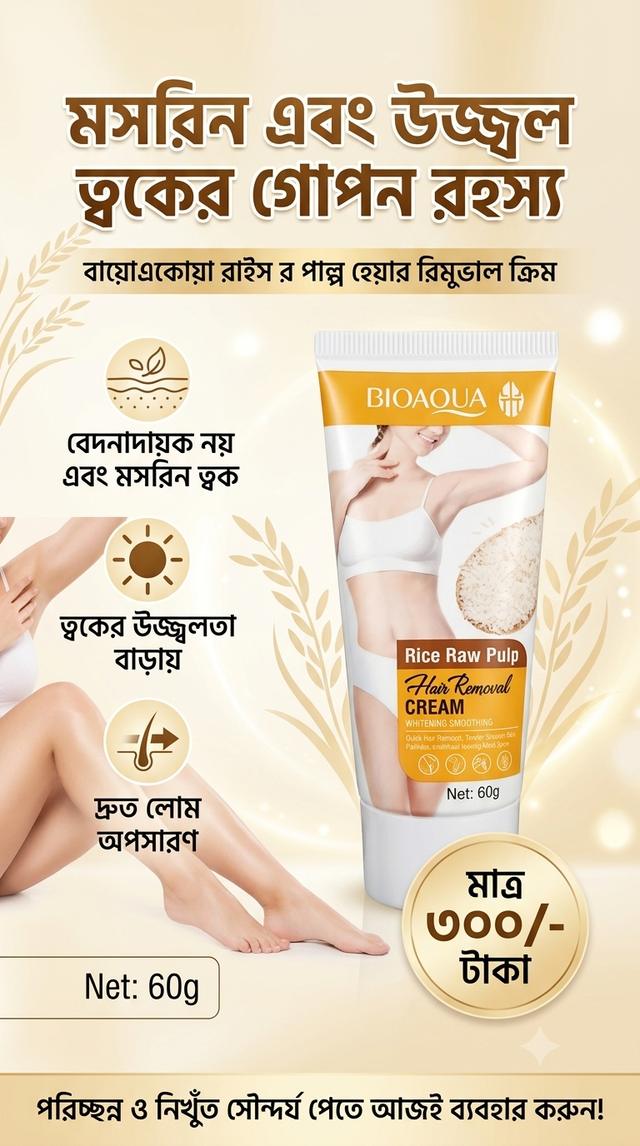 মসরিন এবং উজ্জ্বল
ত্বকের গোপন রহস্য
বায়োএকোয়া রাইস র পাল্প হেয়ার রিমুভাল ক্রিম
বেদনাদায়ক নয়
এবং মসরিন ত্বক
ত্বকের উজ্জ্বলতা
বাড়ায়
দ্রুত লোম
অপসারণ
BIOAQUA
Rice Raw Pulp
Hair Removal
CREAM
WHITENING SMOOTHING
Net: 60g
মাত্র
৩০০/-
টাকা
Net: 60g
পরিচ্ছন্ন ও নিখুঁত সৌন্দর্য পেতে আজই ব্যবহার করুন!